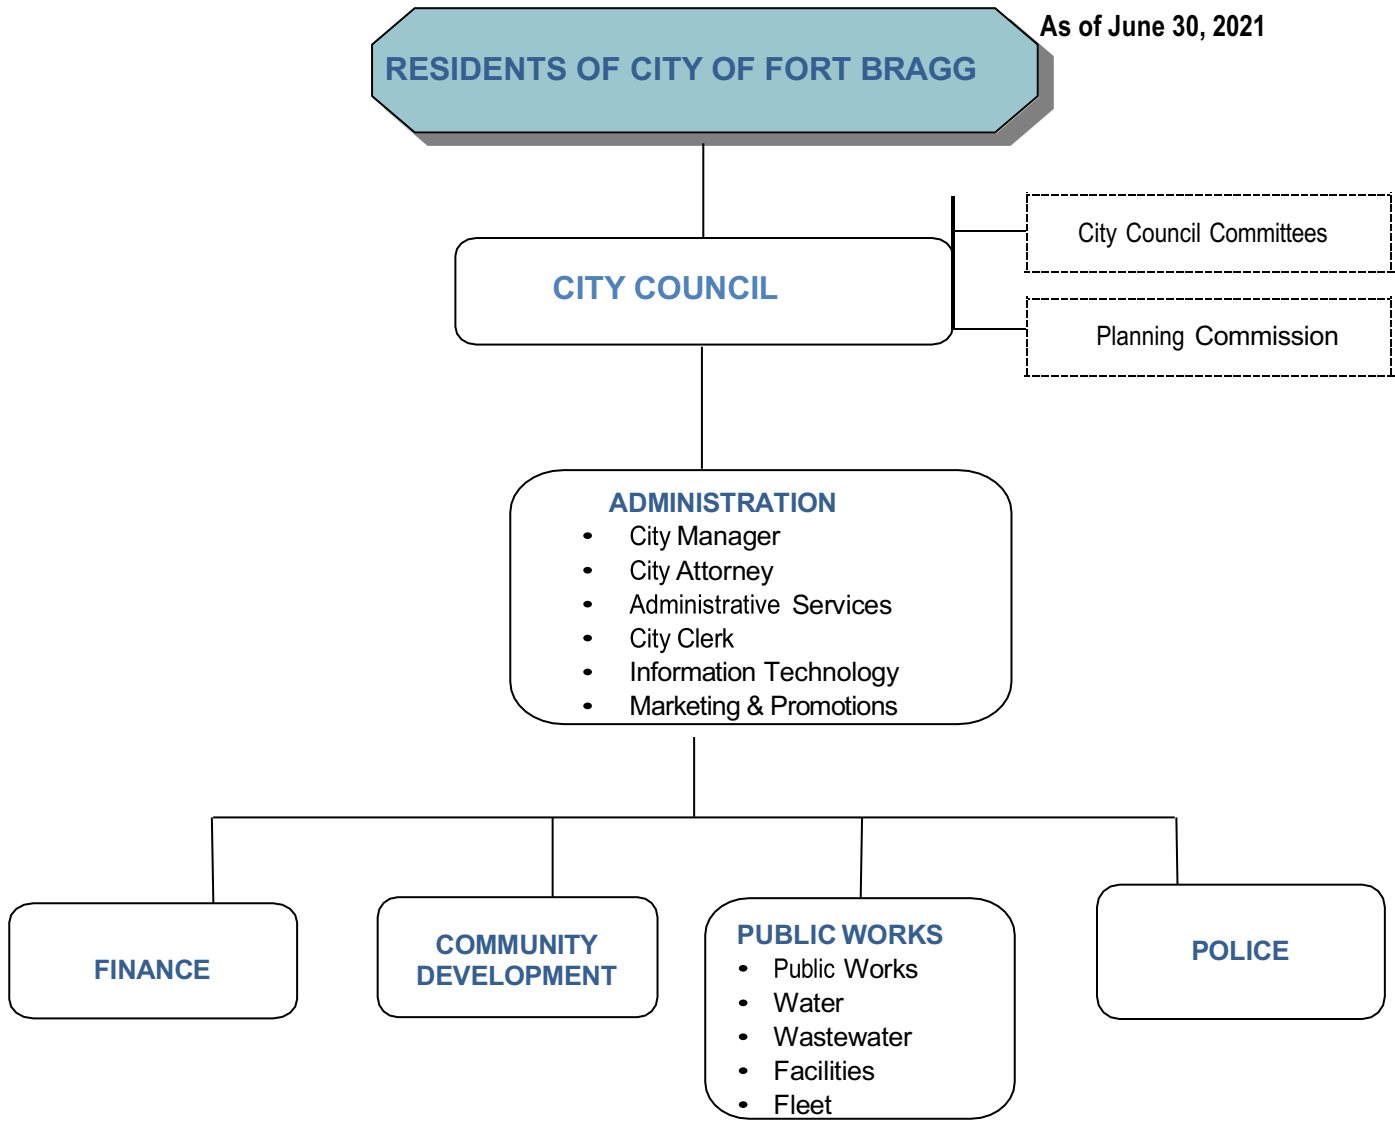 As of June 30, 2021
RESIDENTS OF CITY OF FORT BRAGG
City Council Committees
CITY COUNCIL
Planning Commission
ADMINISTRATION
• City Manager
• City Attorney
• Administrative Services
• City Clerk
• Information Technology
• Marketing & Promotions
FINANCE
COMMUNITY
DEVELOPMENT
PUBLIC WORKS
• Public Works
• Water
• Wastewater
• Facilities
• Fleet
POLICE